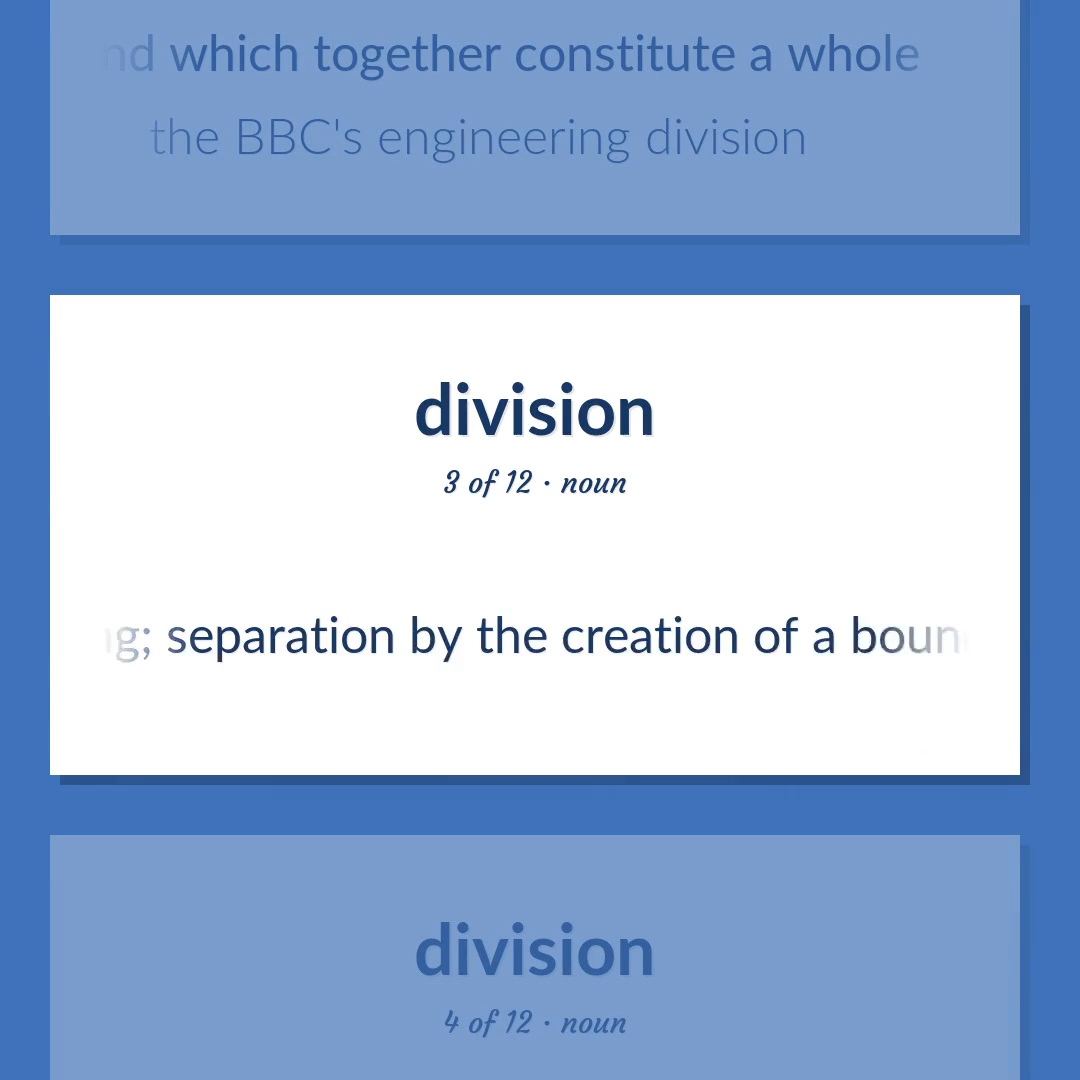 which together constitute a whole
the BBC's engineering division
division
3 of 12 · noun
separation by the creation of a
division
4 of 12 · noun